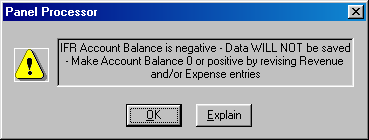 Panel Processor
IFR Account Balance is negative - Data WILL NOT be saved
- Make Account Balance 0 or positive by revising Revenue
and/or Expense entries
OK
Explain